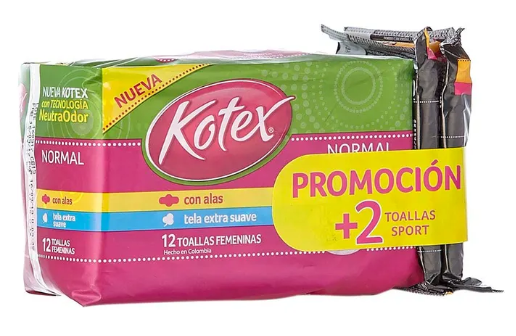 NUEVA KOTEX
con TECNOLOGÍA
NeutraOdor
NUEVA
Kotex
NORMAL
NORMAL
con alas
con alas
tela extra
suave
tela extra suave
12 TOALLAS
FEMENINAS
12 TOALLAS FEMENINAS
Hecho en Colombia
PROMOCIÓN
+2 TOALLAS
SPORT